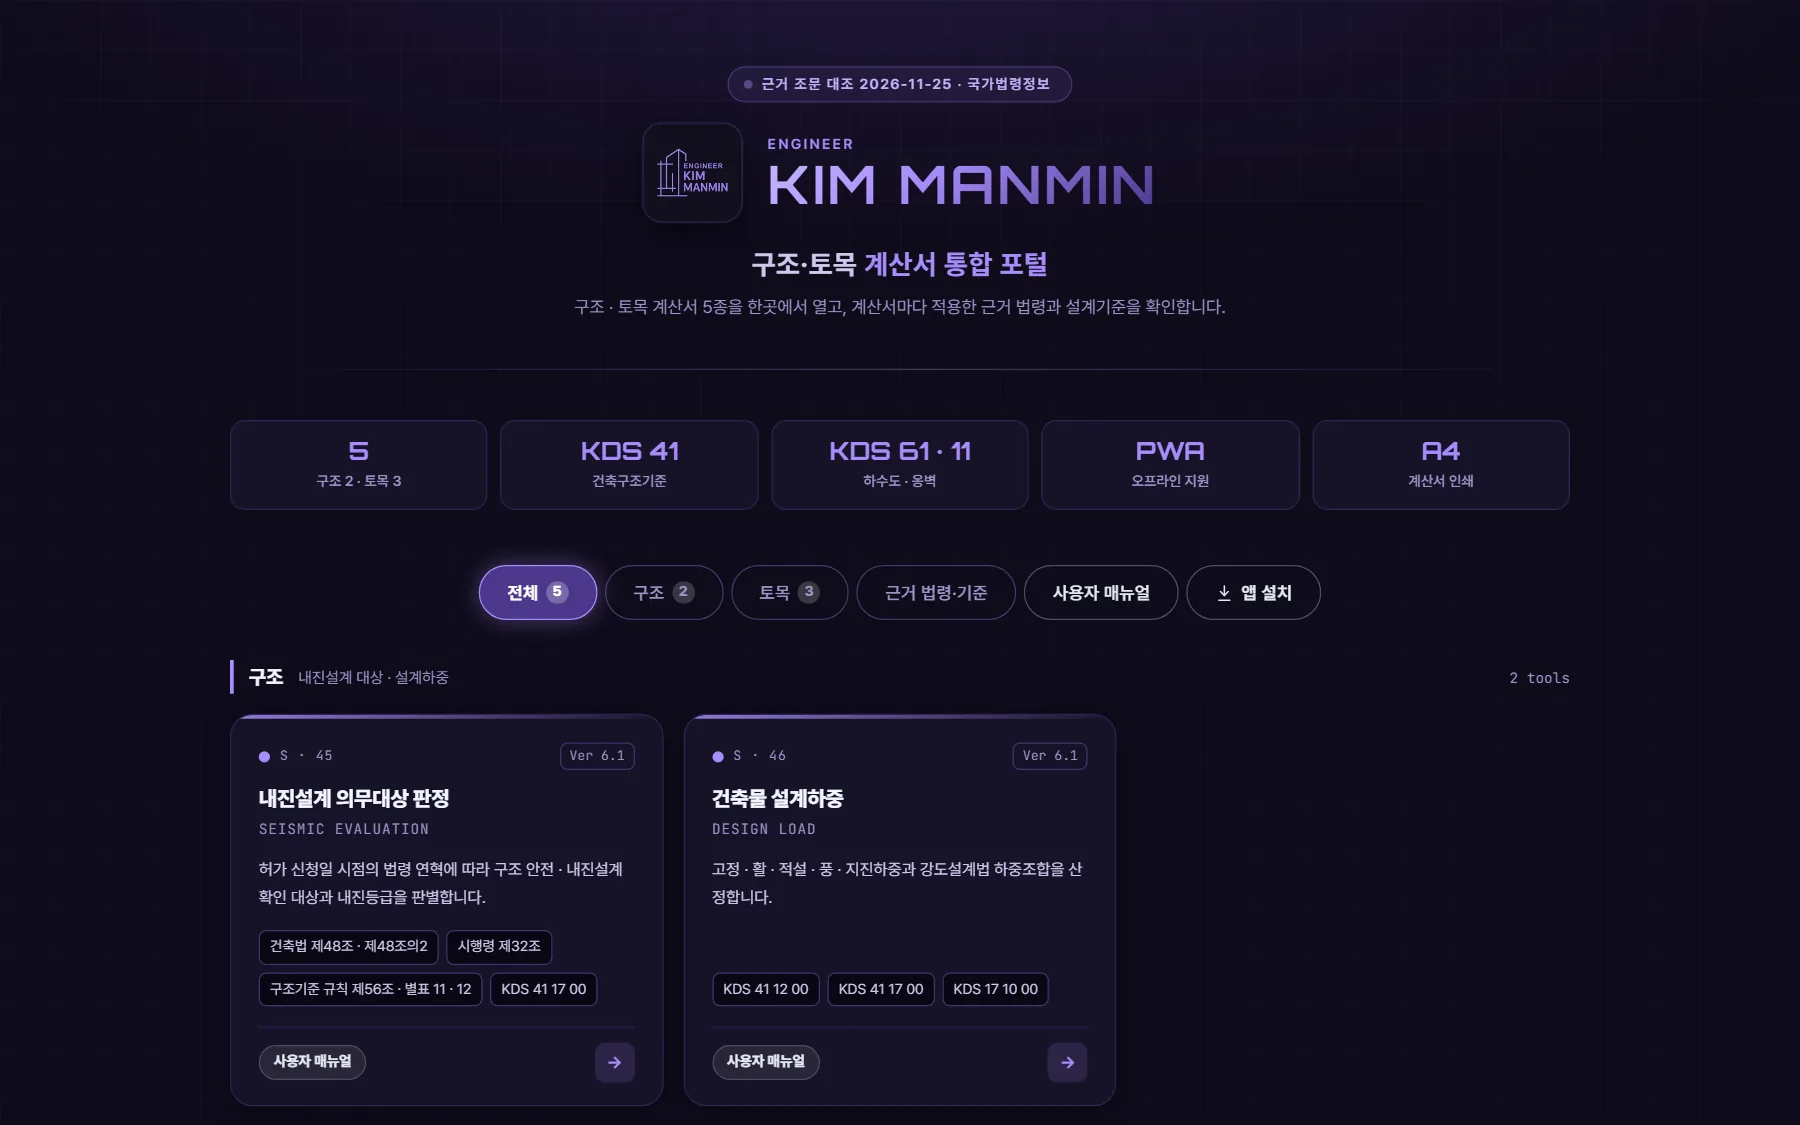 근거 조문 대조 2026-11-25 · 국가법령정보
ENGINEER
KIM
MANMIN
ENGINEER
KIM MANMIN
구조·토목 계산서 통합 포털
구조 · 토목 계산서 5종을 한곳에서 열고, 계산서마다 적용한 근거 법령과 설계기준을 확인합니다.
5
구조 2 · 토목 3
KDS 41
건축구조기준
KDS 61 · 11
하수도 · 옹벽
PWA
오프라인 지원
A4
계산서 인쇄
전체 5
구조 2
토목 3
근거 법령·기준
사용자 매뉴얼
앱 설치
구조 내진설계 대상 · 설계하중
2 tools
S · 45
Ver 6.1
내진설계 의무대상 판정
SEISMIC EVALUATION
허가 신청일 시점의 법령 연혁에 따라 구조 안전 · 내진설계
확인 대상과 내진등급을 판별합니다.
건축법 제48조 · 제48조의2
시행령 제32조
구조기준 규칙 제56조 · 별표 11 · 12
KDS 41 17 00
사용자 매뉴얼
S · 46
Ver 6.1
건축물 설계하중
DESIGN LOAD
고정 · 활 · 적설 · 풍 · 지진하중과 강도설계법 하중조합을 산
정합니다.
KDS 41 12 00
KDS 41 17 00
KDS 17 10 00
사용자 매뉴얼